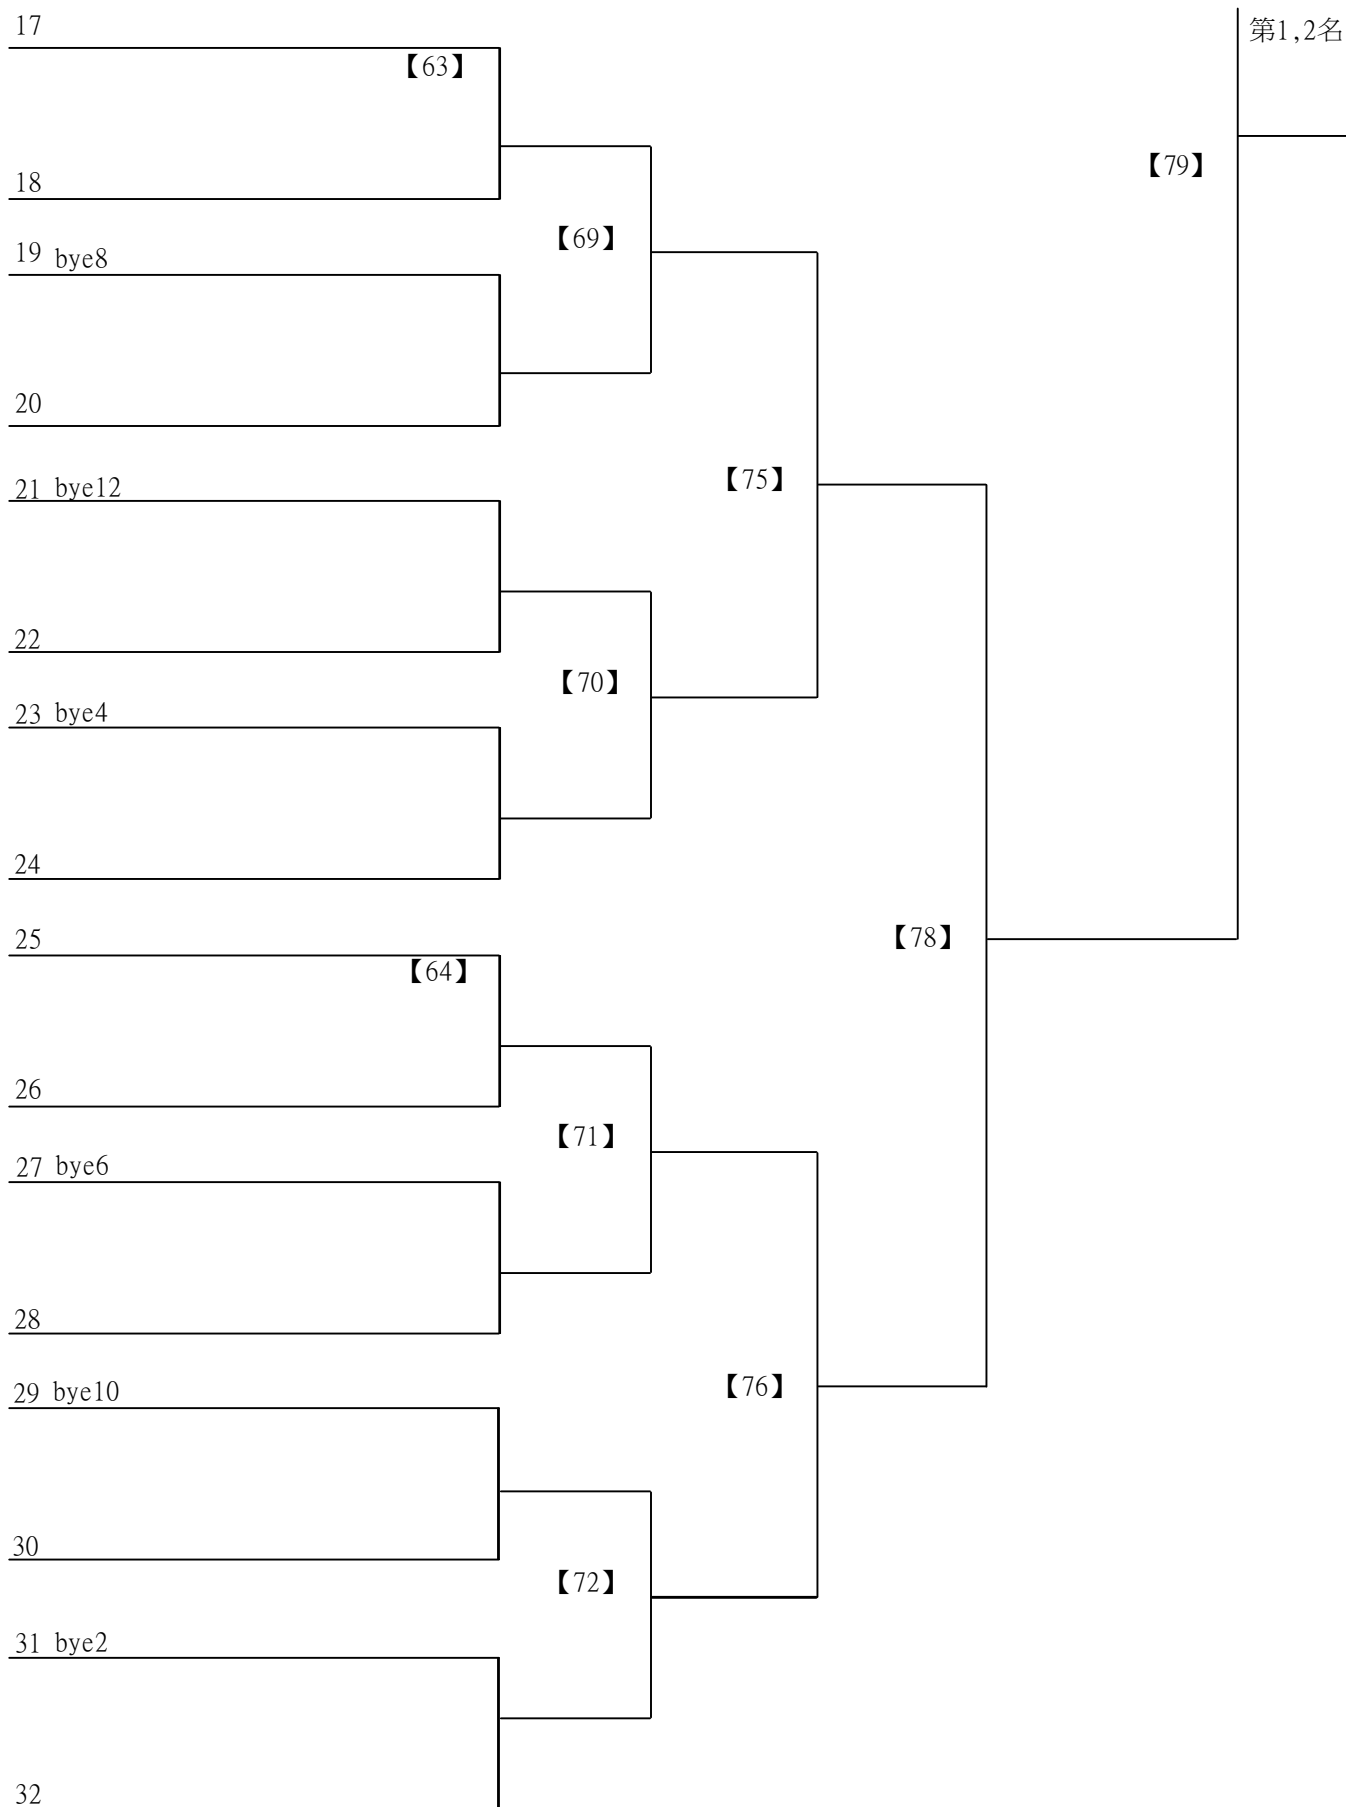 17
第1,2名
【63】
【79】
18
【69】
19 bye8
20
【75】
21 bye12
22
【70】
23 bye4
24
25
【78】
【64】
26
【71】
27 bye6
28
【76】
29 bye10
30
【72】
31 bye2
32